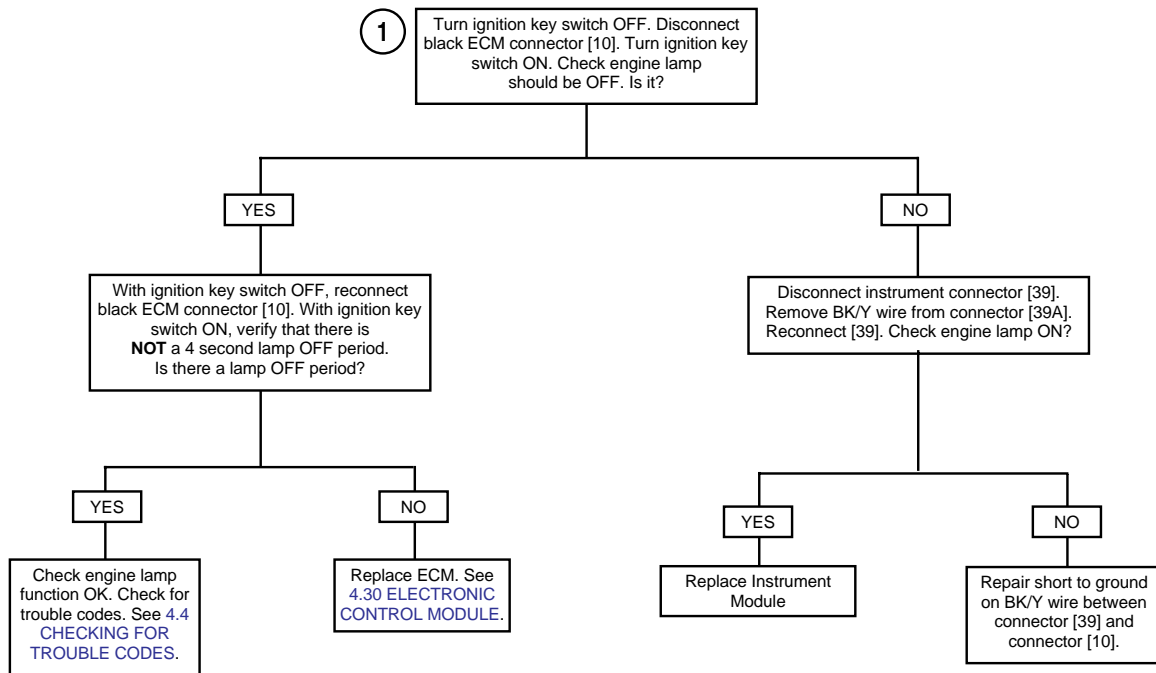 1
Turn ignition key switch OFF. Disconnect
black ECM connector [10]. Turn ignition key
switch ON. Check engine lamp
should be OFF. Is it?
YES
NO
With ignition key switch OFF, reconnect
black ECM connector [10]. With ignition key
switch ON, verify that there is
NOT a 4 second lamp OFF period.
Is there a lamp OFF period?
Disconnect instrument connector [39].
Remove BK/Y wire from connector [39A].
Reconnect [39]. Check engine lamp ON?
YES
NO
YES
NO
Check engine lamp
function OK. Check for
trouble codes. See 4.4
CHECKING FOR
TROUBLE CODES.
Replace ECM. See
4.30 ELECTRONIC
CONTROL MODULE.
Replace Instrument
Module
Repair short to ground
on BK/Y wire between
connector [39] and
connector [10].